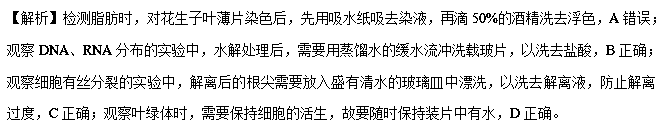 【解析】检测脂肪时，对花生子叶薄片染色后，先用吸水纸吸去染液，再滴 50%的酒精洗去浮色，A 错误；
观察 DNA、RNA 分布的实验中，水解处理后，需要用蒸馏水的缓水流冲洗载玻片，以洗去盐酸，B 正确；
观察细胞有丝分裂的实验中，解离后的根尖需要放入盛有清水的玻璃皿中漂洗，以洗去解离液，防止解离
过度，C 正确；观察叶绿体时，需要保持细胞的活生，故要随时保持装片中有水，D 正确。